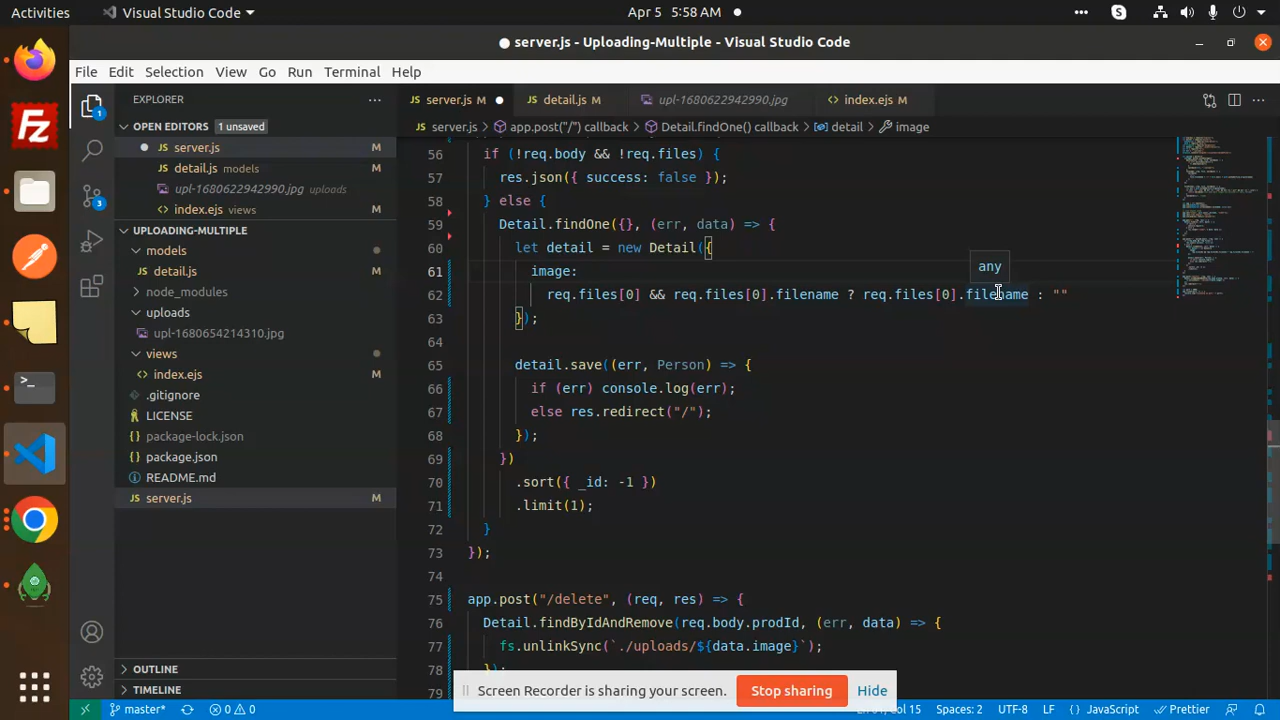 Activities
Visual Studio Code
Apr 5 5:58 AM
server.js - Uploading-Multiple - Visual Studio Code
File Edit Selection View Go Run Terminal Help
EXPLORER
server.js M
detail.js M
upl-1680622942990.jpg
index.ejs M
server.js > app.post("/") callback > Detail.findOne() callback > detail > image
OPEN EDITORS 1 unsaved
server.js M
detail.js models M
upl-1680622942990.jpg uploads
index.ejs views M
UPLOADING-MULTIPLE
models
detail.js M
node_modules
uploads
upl-1680654214310.jpg
views
index.ejs M
.gitignore
LICENSE
package-lock.json
package.json M
README.md
server.js M
OUTLINE
TIMELINE
56 if (!req.body && !req.files) {
57 res.json({ success: false });
58 } else {
59 Detail.findOne({}, (err, data) => {
60 let detail = new Detail({
any
61 image:
62 req.files[0] && req.files[0].filename ? req.files[0].filename : ""
63 });
64
65 detail.save((err, Person) => {
66 if (err) console.log(err);
67 else res.redirect("/");
68 });
69 })
70 .sort({ _id: -1 })
71 .limit(1);
72 }
73 });
74
75 app.post("/delete", (req, res) => {
76 Detail.findByIdAndRemove(req.body.prodId, (err, data) => {
77 fs.unlinkSync(`./uploads/${data.image}`);
78 });
79
Screen Recorder is sharing your screen. Stop sharing Hide
master* 0 0
Spaces: 2 UTF-8 LF {} JavaScript Prettier